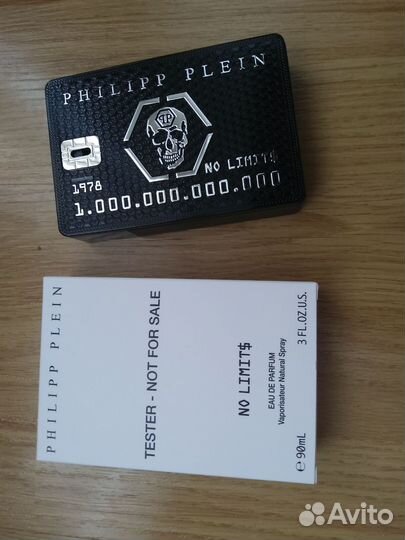 PHILIPP PLEIN
PP
NO LIMIT$
1978
1.000.000.000.000
PHILIPP PLEIN
TESTER - NOT FOR SALE
NO LIMIT$
EAU DE PARFUM
Vaporisateur Natural Spray
℮ 90mL
3 FL.OZ.U.S.
Avito